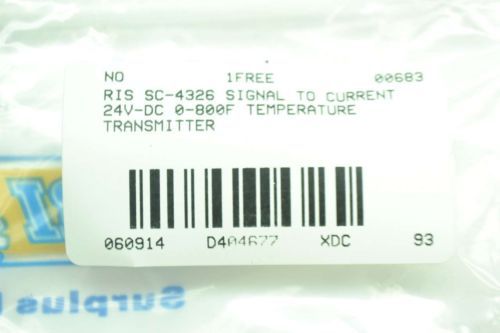 NO 1FREE 00683
RIS SC-4326 SIGNAL TO CURRENT
24V-DC 0-800F TEMPERATURE
TRANSMITTER
060914 D404677 XDC 93
Surplus